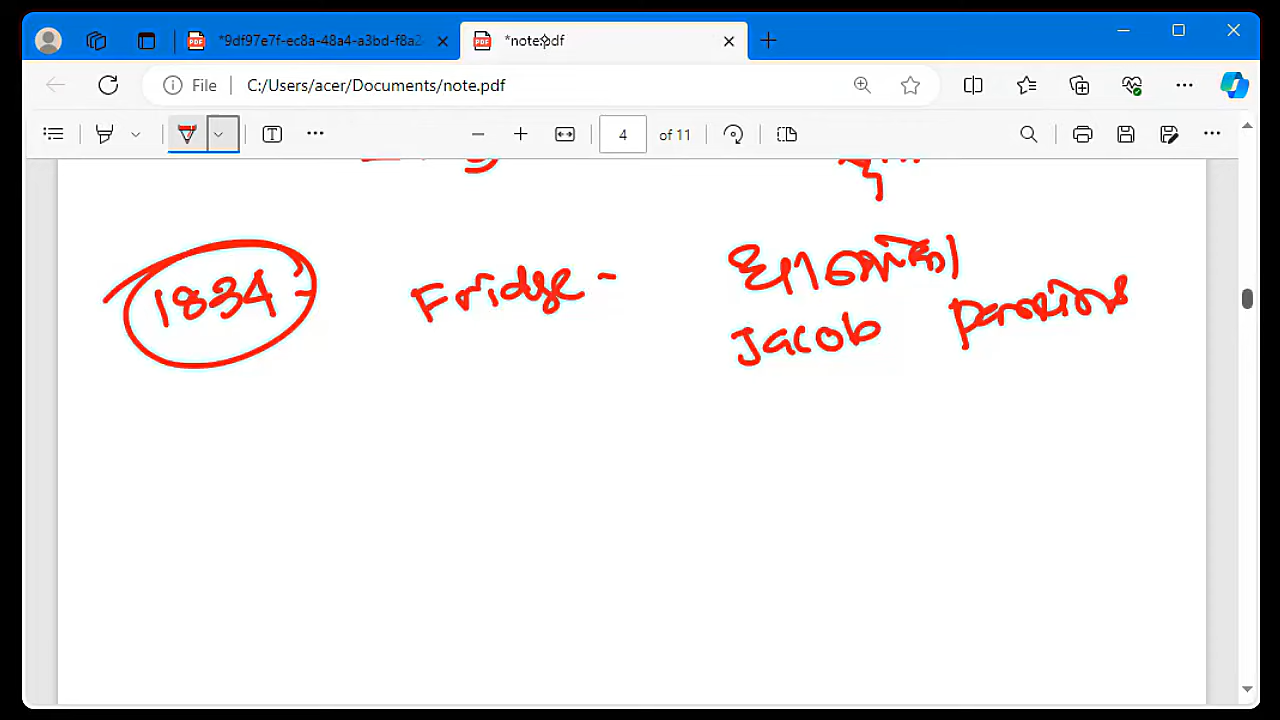 *9df97e7f-ec8a-48a4-a3bd-f8a2
*note.pdf
File C:/Users/acer/Documents/note.pdf
4 of 11
1834 - Fridge -
Jacob